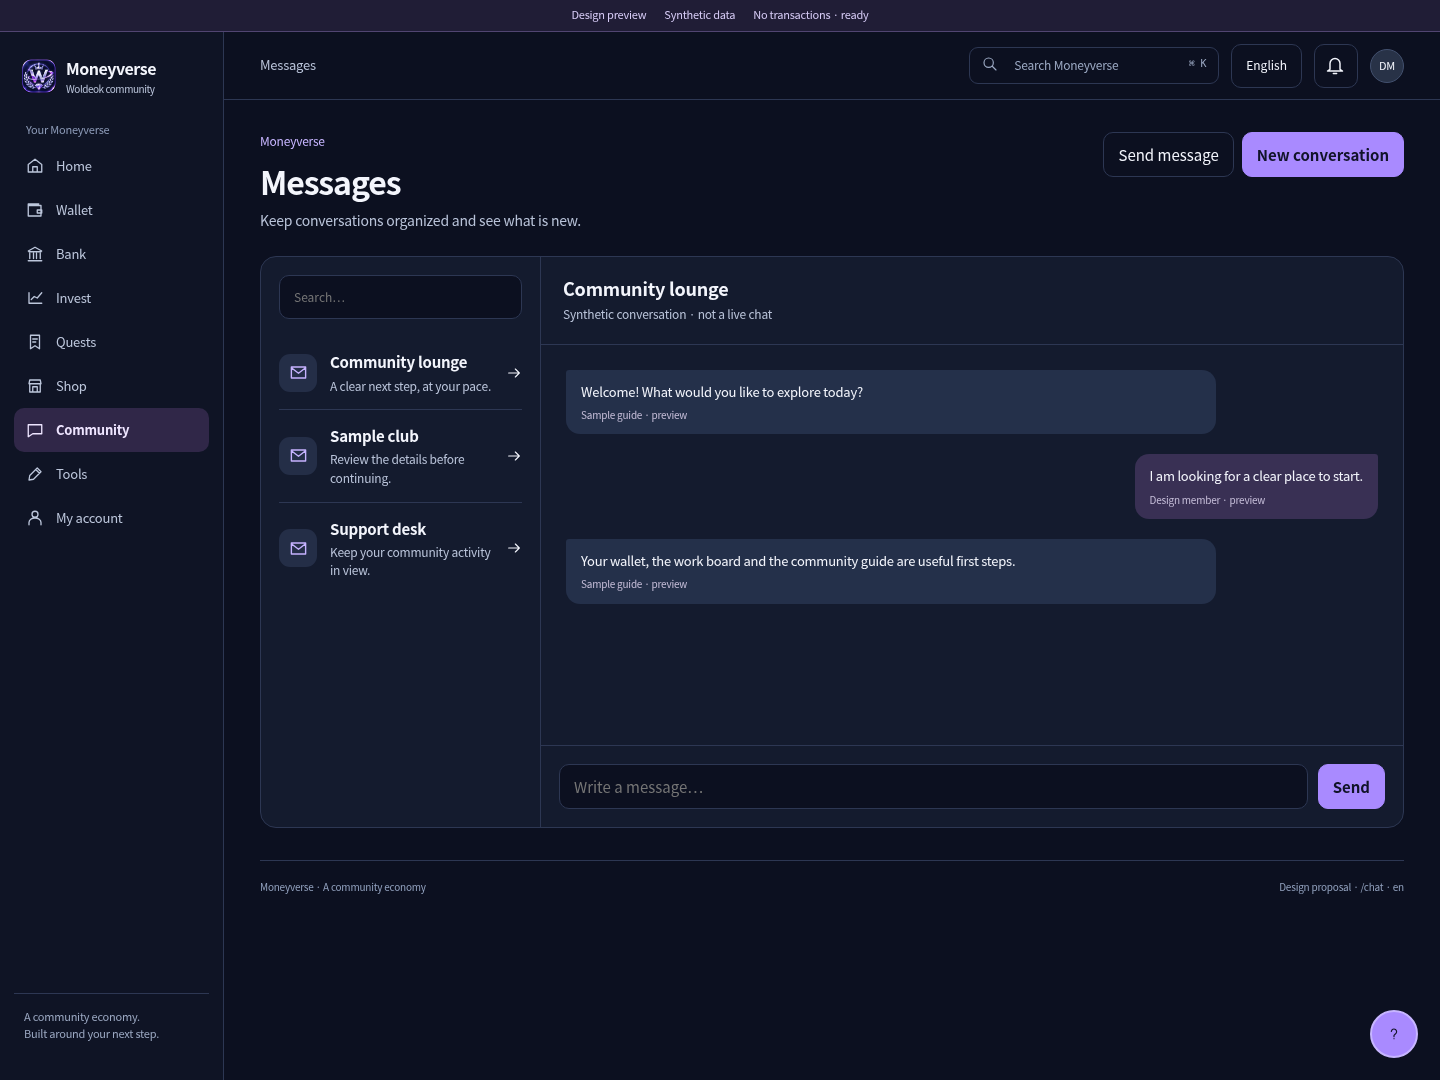 Design preview Synthetic data No transactions · ready
Moneyverse
Woldeok community
Your Moneyverse
Home
Wallet
Bank
Invest
Quests
Shop
Community
Tools
My account
A community economy.
Built around your next step.
Messages
Search Moneyverse ⌘ K
English
DM
Moneyverse
Messages
Keep conversations organized and see what is new.
Send message
New conversation
Search…
Community lounge
A clear next step, at your pace.
Sample club
Review the details before
continuing.
Support desk
Keep your community activity
in view.
Community lounge
Synthetic conversation · not a live chat
Welcome! What would you like to explore today?
Sample guide · preview
I am looking for a clear place to start.
Design member · preview
Your wallet, the work board and the community guide are useful first steps.
Sample guide · preview
Write a message…
Send
Moneyverse · A community economy
Design proposal · /chat · en
?